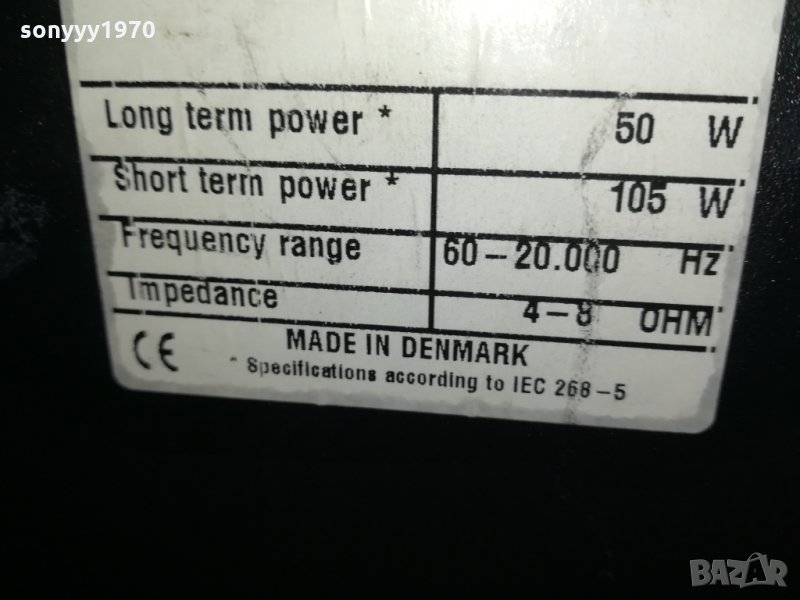 sonyyy1970
Long term power * 50 W
Short term power * 105 W
Frequency range 60-20.000 Hz
Impedance 4-8 OHM
CE MADE IN DENMARK
* Specifications according to IEC 268-5
BAZAR